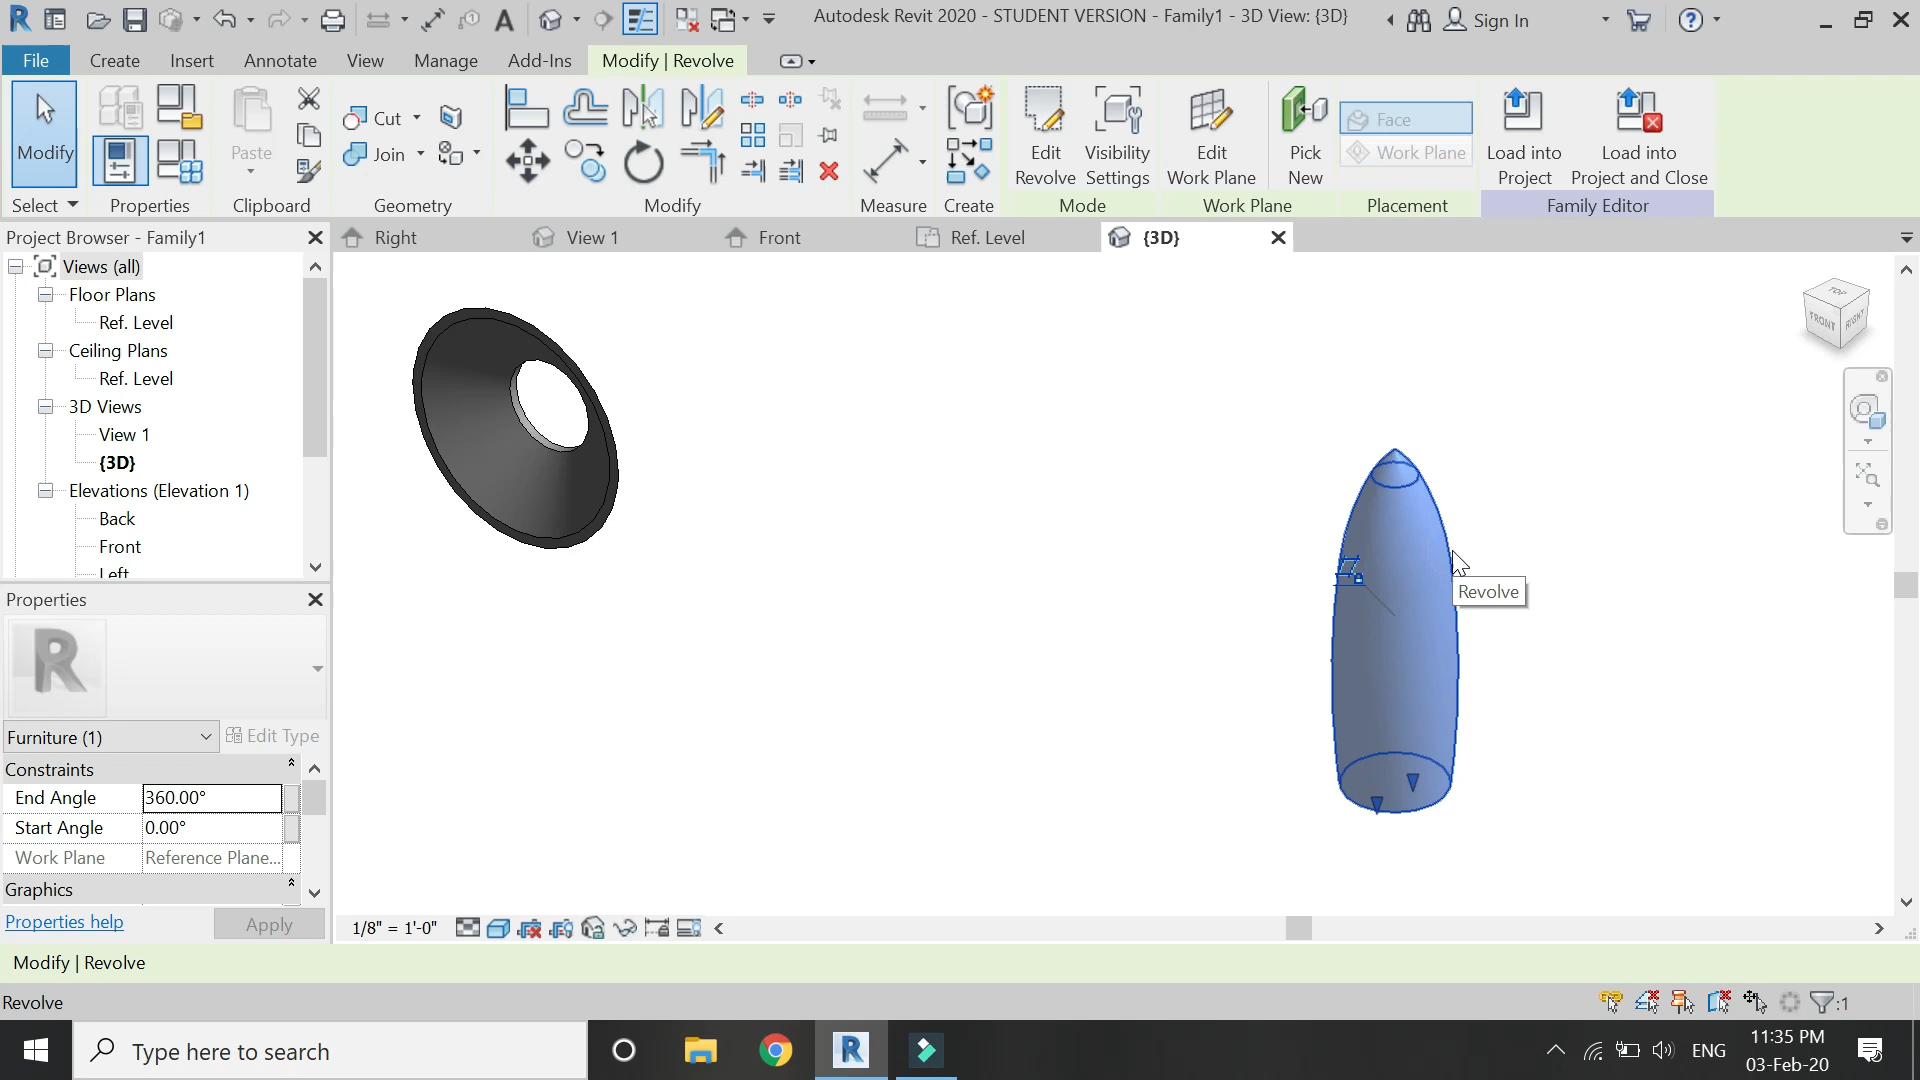 Autodesk Revit 2020 - STUDENT VERSION - Family1 - 3D View: {3D}
Sign In
File Create Insert Annotate View Manage Add-Ins Modify | Revolve
Modify
Paste
Cut
Join
Edit Revolve
Visibility Settings
Edit Work Plane
Pick New
Face
Work Plane
Load into Project
Load into Project and Close
Select Properties Clipboard Geometry Modify Measure Create Mode Work Plane Placement Family Editor
Project Browser - Family1
Right View 1 Front Ref. Level {3D}
Views (all)
Floor Plans
Ref. Level
Ceiling Plans
Ref. Level
3D Views
View 1
{3D}
Elevations (Elevation 1)
Back
Front
Left
TOP
FRONT RIGHT
Revolve
Properties
R
Furniture (1) Edit Type
Constraints
End Angle 360.00°
Start Angle 0.00°
Work Plane Reference Plane...
Graphics
Properties help Apply
1/8" = 1'-0"
Modify | Revolve
Revolve
:1
Type here to search
ENG
11:35 PM
03-Feb-20